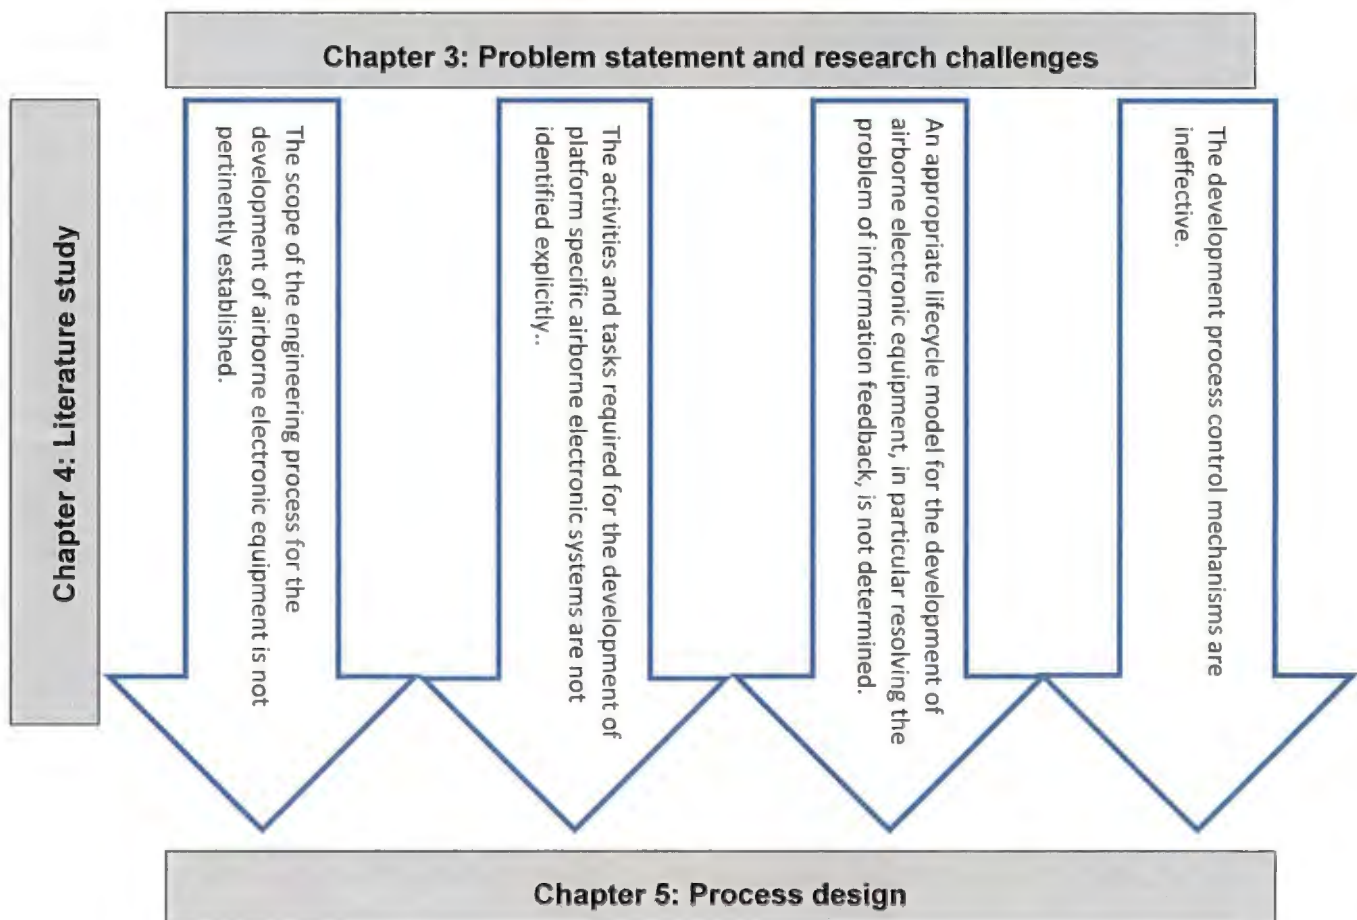 Chapter 3: Problem statement and research challenges
Chapter 4: Literature study
The scope of the engineering process for the
development of airborne electronic equipment is not
pertinently established.
The activities and tasks required for the development of
platform specific airborne electronic systems are not
identified explicitly..
An appropriate lifecycle model for the development of
airborne electronic equipment, in particular resolving the
problem of information feedback, is not determined.
The development process control mechanisms are
ineffective.
Chapter 5: Process design